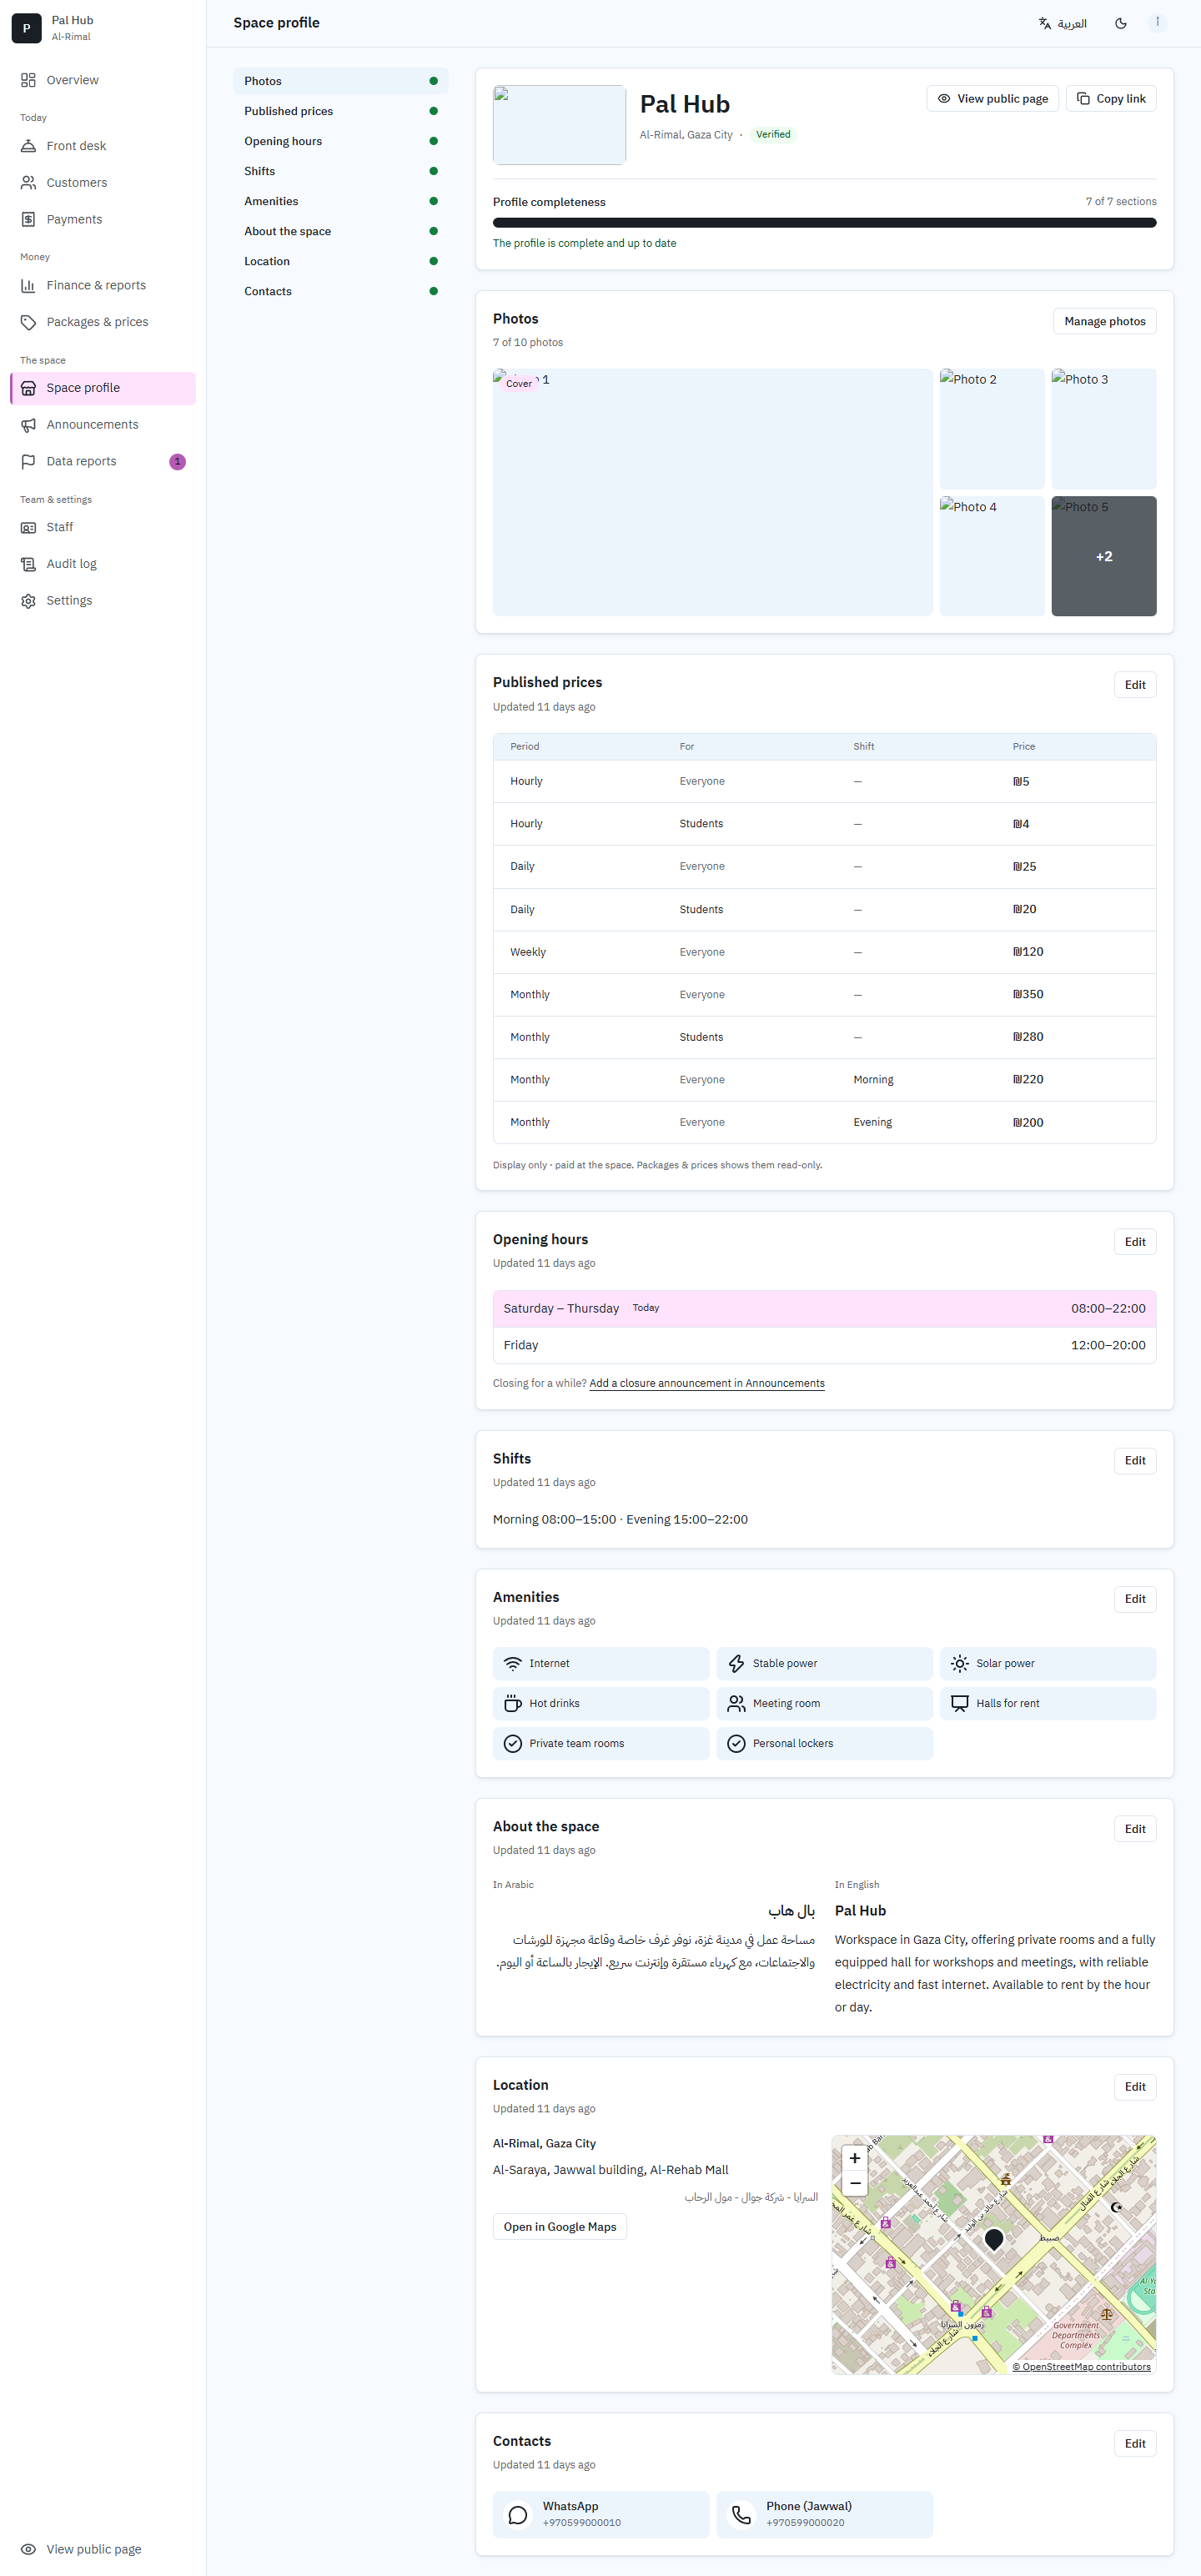 P
Pal Hub
Al-Rimal
Overview
Today
Front desk
Customers
Payments
Money
Finance & reports
Packages & prices
The space
Space profile
Announcements
Data reports
1
Team & settings
Staff
Audit log
Settings
View public page
Space profile
العربية
Photos
Published prices
Opening hours
Shifts
Amenities
About the space
Location
Contacts
Pal Hub
Al-Rimal, Gaza City · Verified
View public page
Copy link
Profile completeness
7 of 7 sections
The profile is complete and up to date
Photos
7 of 10 photos
Manage photos
Cover
1
Photo 2
Photo 3
Photo 4
Photo 5
+2
Published prices
Updated 11 days ago
Edit
Period For Shift Price
Hourly Everyone — ₪5
Hourly Students — ₪4
Daily Everyone — ₪25
Daily Students — ₪20
Weekly Everyone — ₪120
Monthly Everyone — ₪350
Monthly Students — ₪280
Monthly Everyone Morning ₪220
Monthly Everyone Evening ₪200
Display only · paid at the space. Packages & prices shows them read-only.
Opening hours
Updated 11 days ago
Edit
Saturday – Thursday Today 08:00–22:00
Friday 12:00–20:00
Closing for a while? Add a closure announcement in Announcements
Shifts
Updated 11 days ago
Edit
Morning 08:00–15:00 · Evening 15:00–22:00
Amenities
Updated 11 days ago
Edit
Internet
Stable power
Solar power
Hot drinks
Meeting room
Halls for rent
Private team rooms
Personal lockers
About the space
Updated 11 days ago
Edit
In Arabic
بال هاب
مساحة عمل في مدينة غزة، نوفر غرف خاصة وقاعة مجهزة للورشات
والاجتماعات، مع كهرباء مستقرة وإنترنت سريع. الإيجار بالساعة أو اليوم.
In English
Pal Hub
Workspace in Gaza City, offering private rooms and a fully
equipped hall for workshops and meetings, with reliable
electricity and fast internet. Available to rent by the hour
or day.
Location
Updated 11 days ago
Edit
Al-Rimal, Gaza City
Al-Saraya, Jawwal building, Al-Rehab Mall
السرايا - شركة جوال - مول الرحاب
Open in Google Maps
+
−
شارع أحمد عبدالعزيز
شارع خالد بن الوليد
شارع الجلاء
ضبيط
رمزون السرايا
شارع الجلاء
Government
Departments
Complex
© OpenStreetMap contributors
Contacts
Updated 11 days ago
Edit
WhatsApp
+970599000010
Phone (Jawwal)
+970599000020